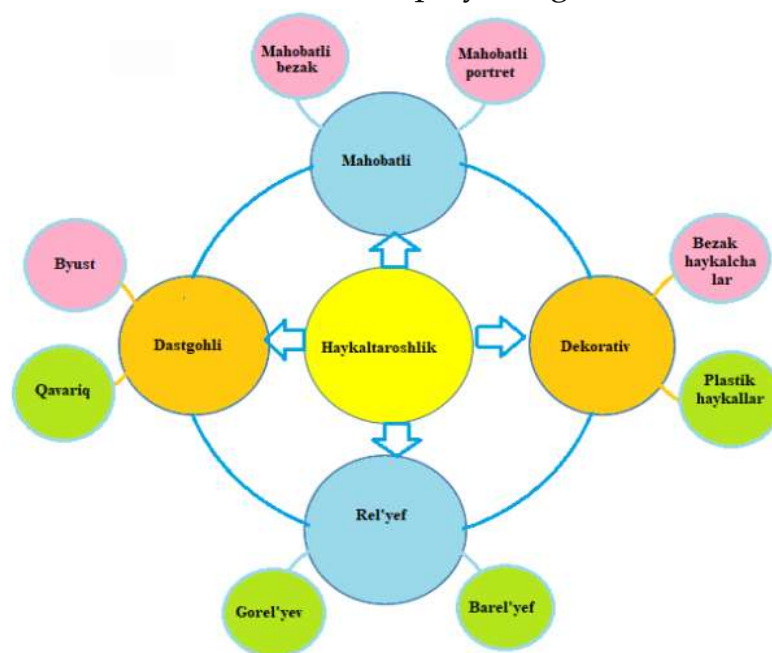 Mahobatli
bezak
Mahobatli
portret
Mahobatli
Byust
Bezak
haykalcha
lar
Dastgohli
Haykaltaroshlik
Dekorativ
Qavariq
Plastik
haykallar
Rel'yef
Gorel'yev
Barel'yef